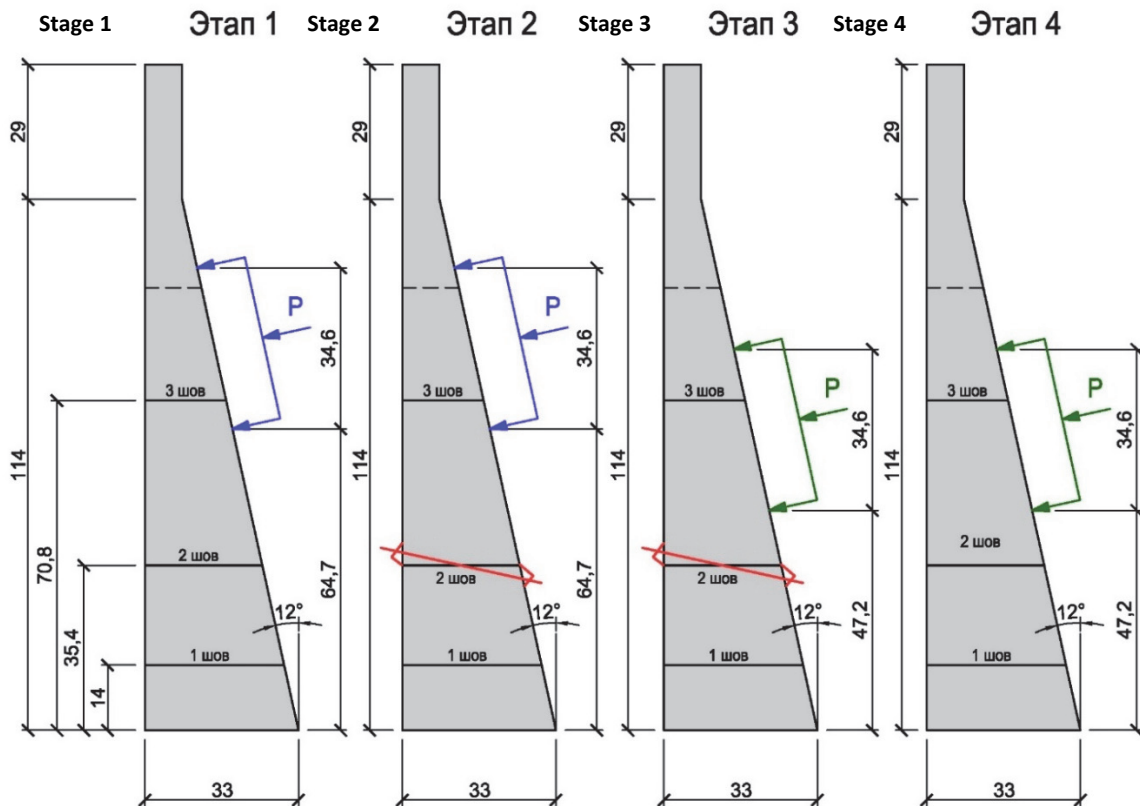 Stage 1 Этап 1 Stage 2 Этап 2 Stage 3 Этап 3 Stage 4 Этап 4
29 29 29 29
P P P P
34,6 34,6 34,6 34,6
3 шов 3 шов 3 шов 3 шов
114 114 114 114
70,8
2 шов 2 шов 2 шов 2 шов
64,7 64,7 47,2 47,2
35,4
12° 12° 12° 12°
1 шов 1 шов 1 шов 1 шов
14
33 33 33 33